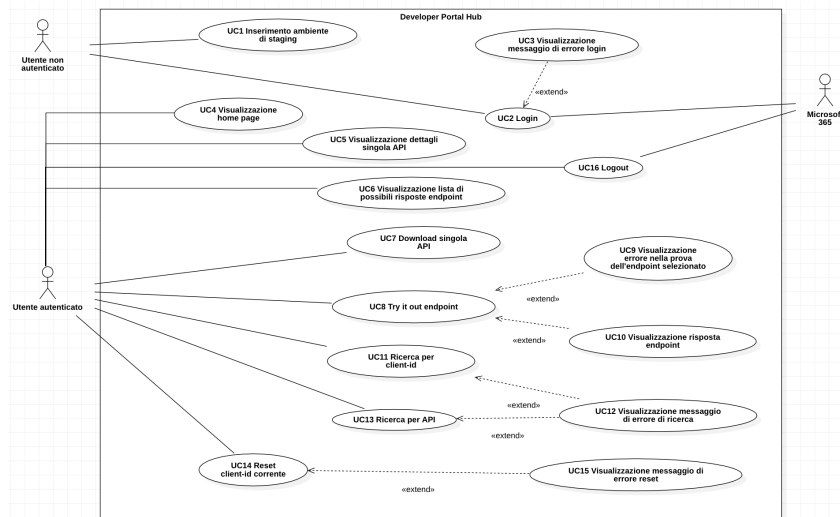 Developer Portal Hub
UC1 Inserimento ambiente
di staging
UC3 Visualizzazione
messaggio di errore login
Utente non
autenticato
«extend»
UC4 Visualizzazione
home page
UC2 Login
Microsof
365
UC5 Visualizzazione dettagli
singola API
UC16 Logout
UC6 Visualizzazione lista di
possibili risposte endpoint
UC7 Download singola
API
UC9 Visualizzazione
errore nella prova
dell'endpoint selezionato
Utente autenticato
UC8 Try it out endpoint
«extend»
UC10 Visualizzazione risposta
endpoint
«extend»
UC11 Ricerca per
client-id
«extend»
UC12 Visualizzazione messaggio
di errore di ricerca
UC13 Ricerca per API
«extend»
UC14 Reset
client-id corrente
UC15 Visualizzazione messaggio di
errore reset
«extend»